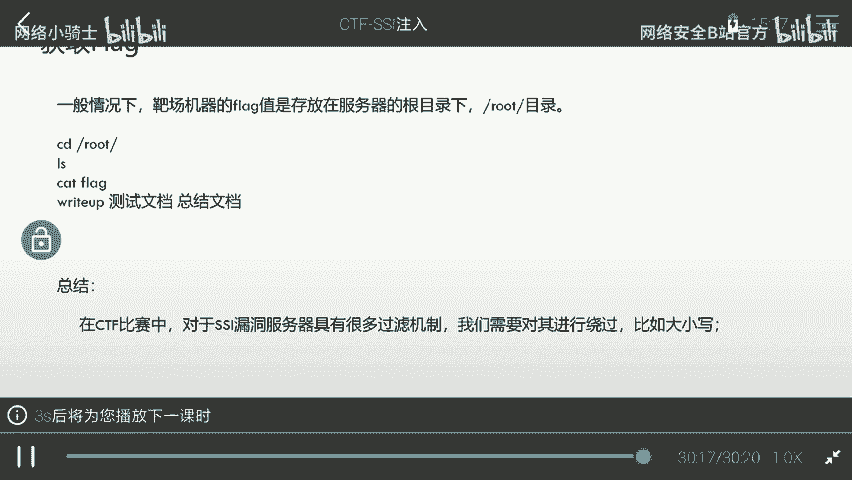 CTF-SSI注入
15:17
网络小骑士 bilibili
网络安全B站官方 bilibili
获取Flag
一般情况下，靶场机器的flag值是存放在服务器的根目录下，/root/目录。
cd /root/
ls
cat flag
writeup 测试文档 总结文档
总结：
在CTF比赛中，对于SSI漏洞服务器具有很多过滤机制，我们需要对其进行绕过，比如大小写；
3s后将为您播放下一课时
30:17/30:20 1.0X